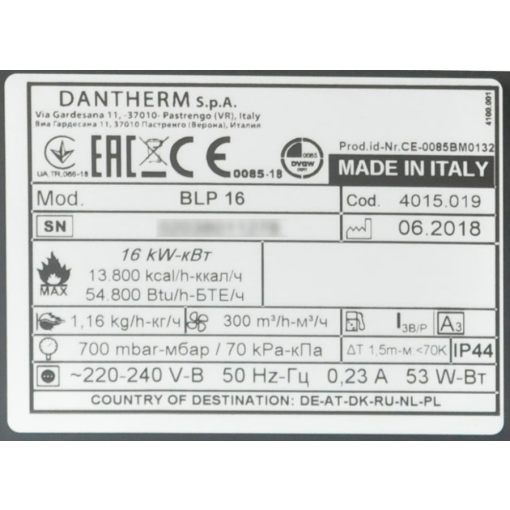 DANTHERM S.p.A.
Via Gardesana 11, -37010- Pastrengo (VR), Italy
Виа Гардесана 11, 37010 Пастренго (Верона), Италия
4100.001
UA.TR.066-18
EAC CE 0085-18
DVGW
Prod.id-Nr.CE-0085BM0132
MADE IN ITALY
Mod. BLP 16 Cod. 4015.019
SN 06.2018
MAX
16 kW-кВт
13.800 kcal/h-ккал/ч
54.800 Btu/h-БТЕ/ч
1,16 kg/h-кг/ч 300 m³/h-м³/ч I3B/P A3
700 mbar-мбар / 70 kPa-кПа ΔT 1,5m-м.<70K IP44
~220-240 V-В 50 Hz-Гц 0,23 A 53 W-Вт
COUNTRY OF DESTINATION: DE-AT-DK-RU-NL-PL